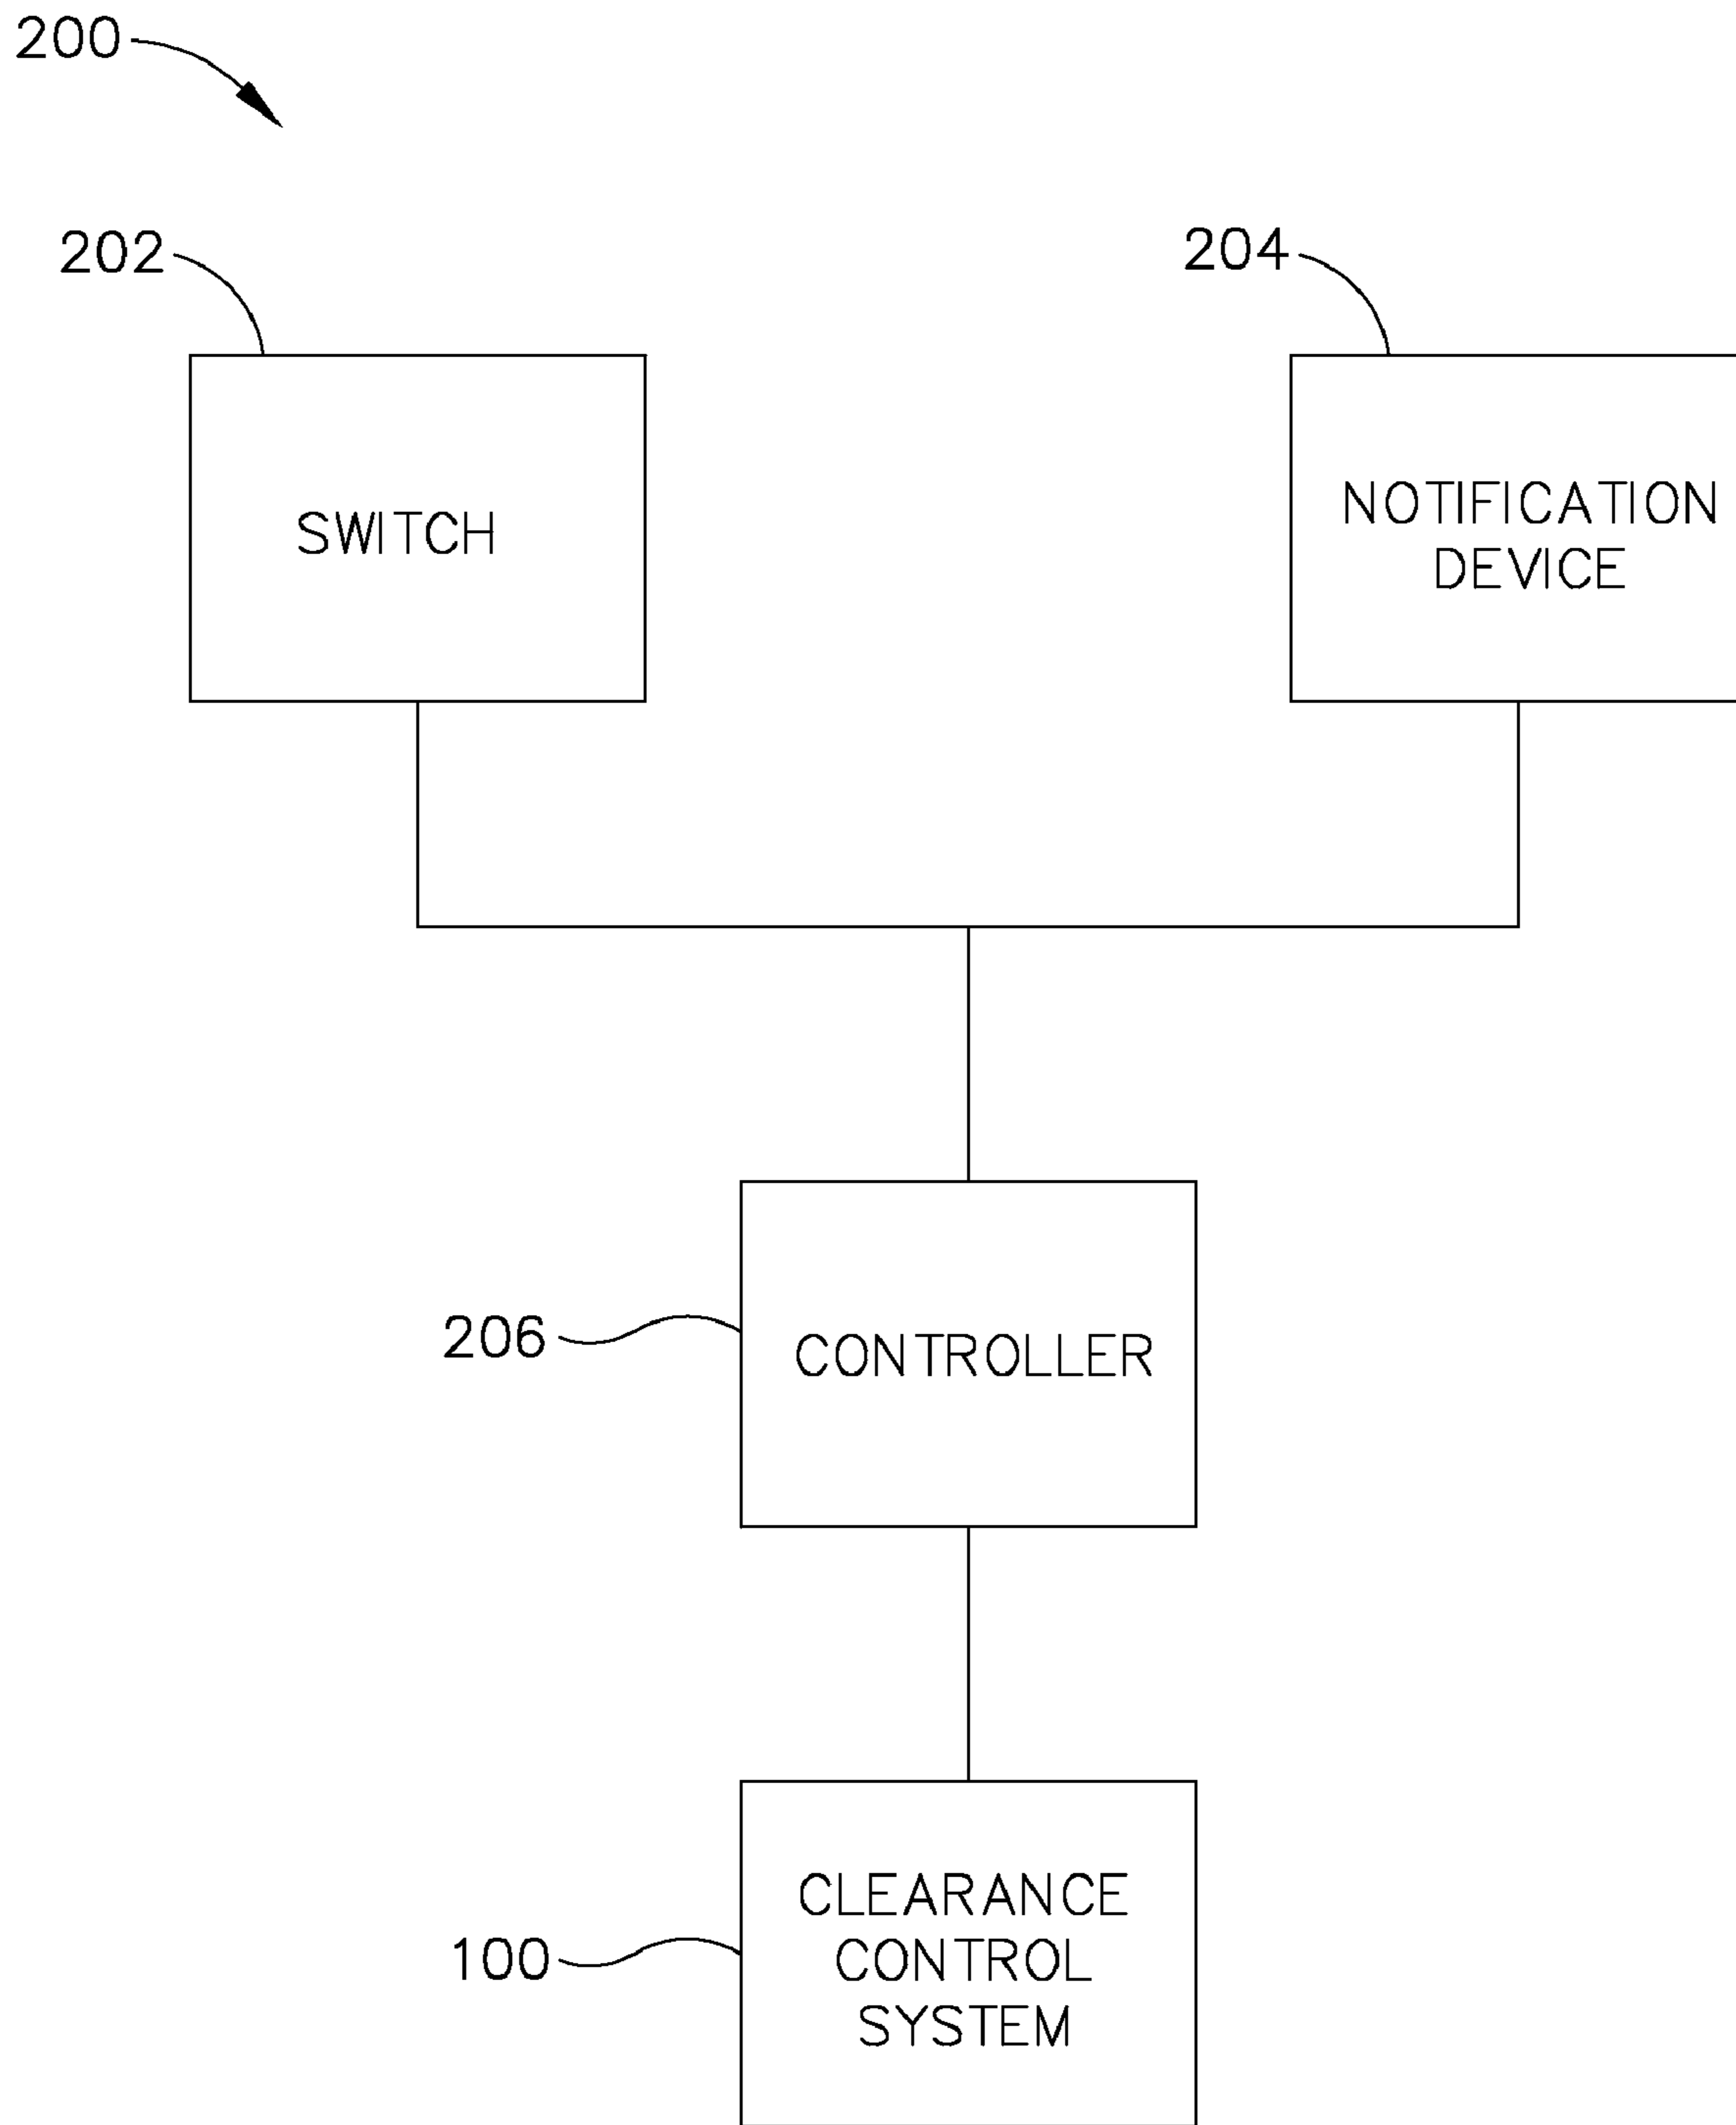 200
202
204
SWITCH
NOTIFICATION
DEVICE
206
CONTROLLER
100
CLEARANCE
CONTROL
SYSTEM